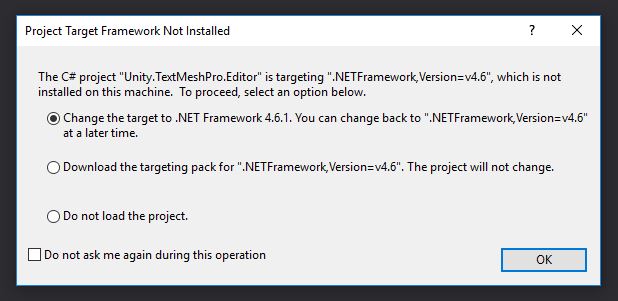 Project Target Framework Not Installed
The C# project "Unity.TextMeshPro.Editor" is targeting ".NETFramework,Version=v4.6", which is not
installed on this machine.  To proceed, select an option below.
Change the target to .NET Framework 4.6.1. You can change back to ".NETFramework,Version=v4.6"
at a later time.
Download the targeting pack for ".NETFramework,Version=v4.6". The project will not change.
Do not load the project.
Do not ask me again during this operation
OK